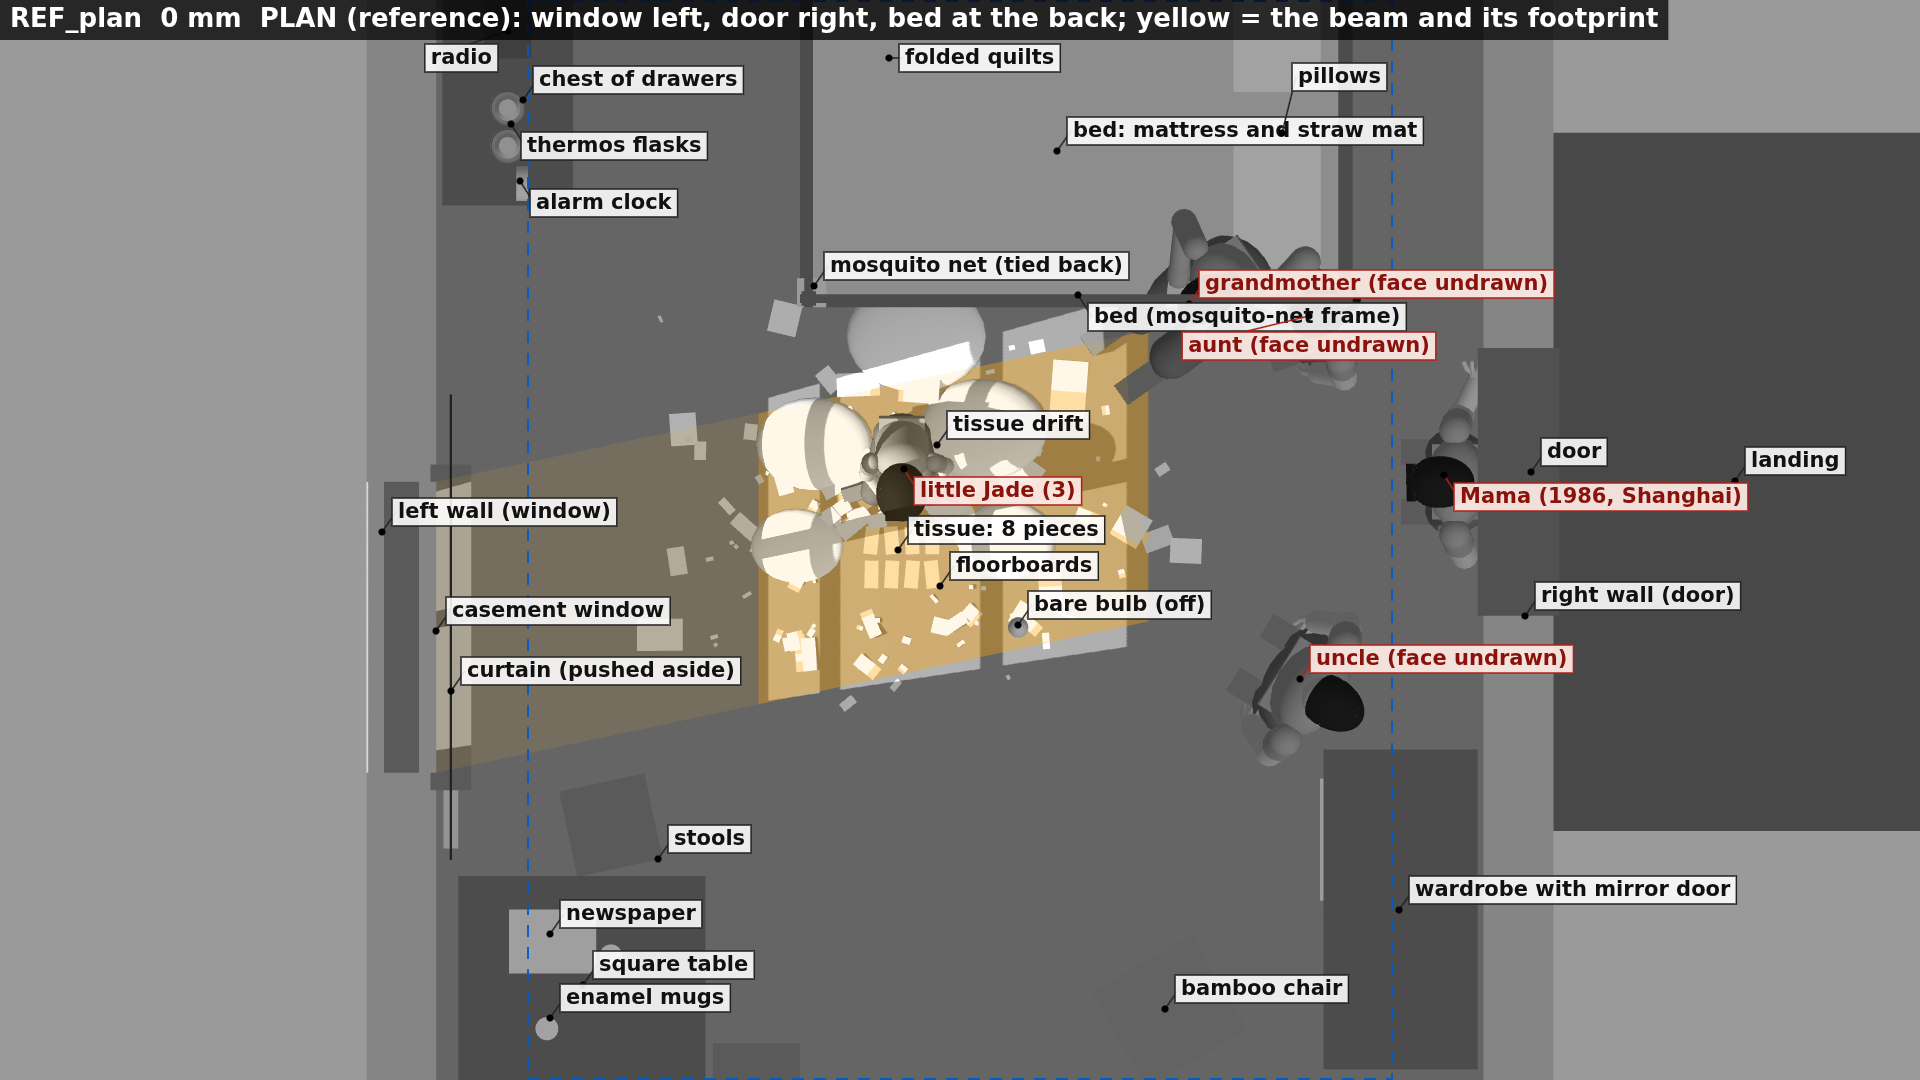 REF_plan  0 mm  PLAN (reference): window left, door right, bed at the back; yellow = the beam and its footprint
radio
folded quilts
chest of drawers
pillows
bed: mattress and straw mat
thermos flasks
alarm clock
mosquito net (tied back)
grandmother (face undrawn)
bed (mosquito-net frame)
aunt (face undrawn)
tissue drift
door
landing
little Jade (3)
Mama (1986, Shanghai)
left wall (window)
tissue: 8 pieces
floorboards
right wall (door)
bare bulb (off)
casement window
uncle (face undrawn)
curtain (pushed aside)
stools
wardrobe with mirror door
newspaper
square table
bamboo chair
enamel mugs